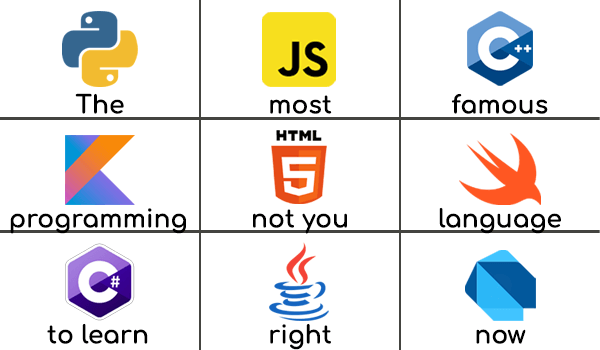 JS
C++
The
most
famous
HTML
5
programming
not you
language
C#
to learn
right
now